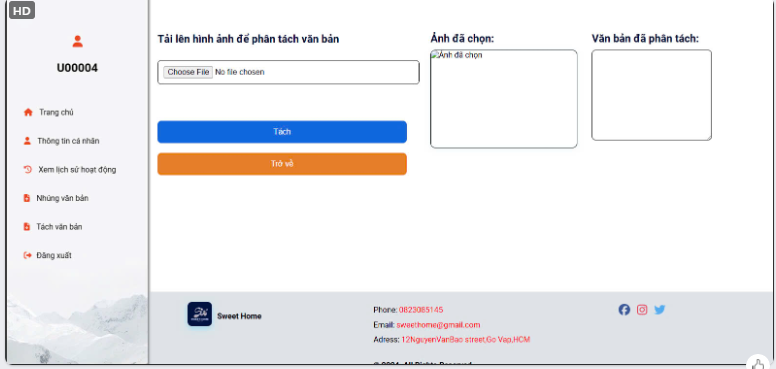 HD
U00004
Trang chủ
Thông tin cá nhân
Xem lịch sử hoạt động
Nhúng văn bản
Tách văn bản
Đăng xuất
Tải lên hình ảnh để phân tách văn bản
Choose File No file chosen
Tách
Trở về
Ảnh đã chọn:
Ảnh đã chọn
Văn bản đã phân tách:
Sweet Home
Phone: 0823085145
Email: sweethome@gmail.com
Adress: 12NguyenVanBao street,Go Vap,HCM